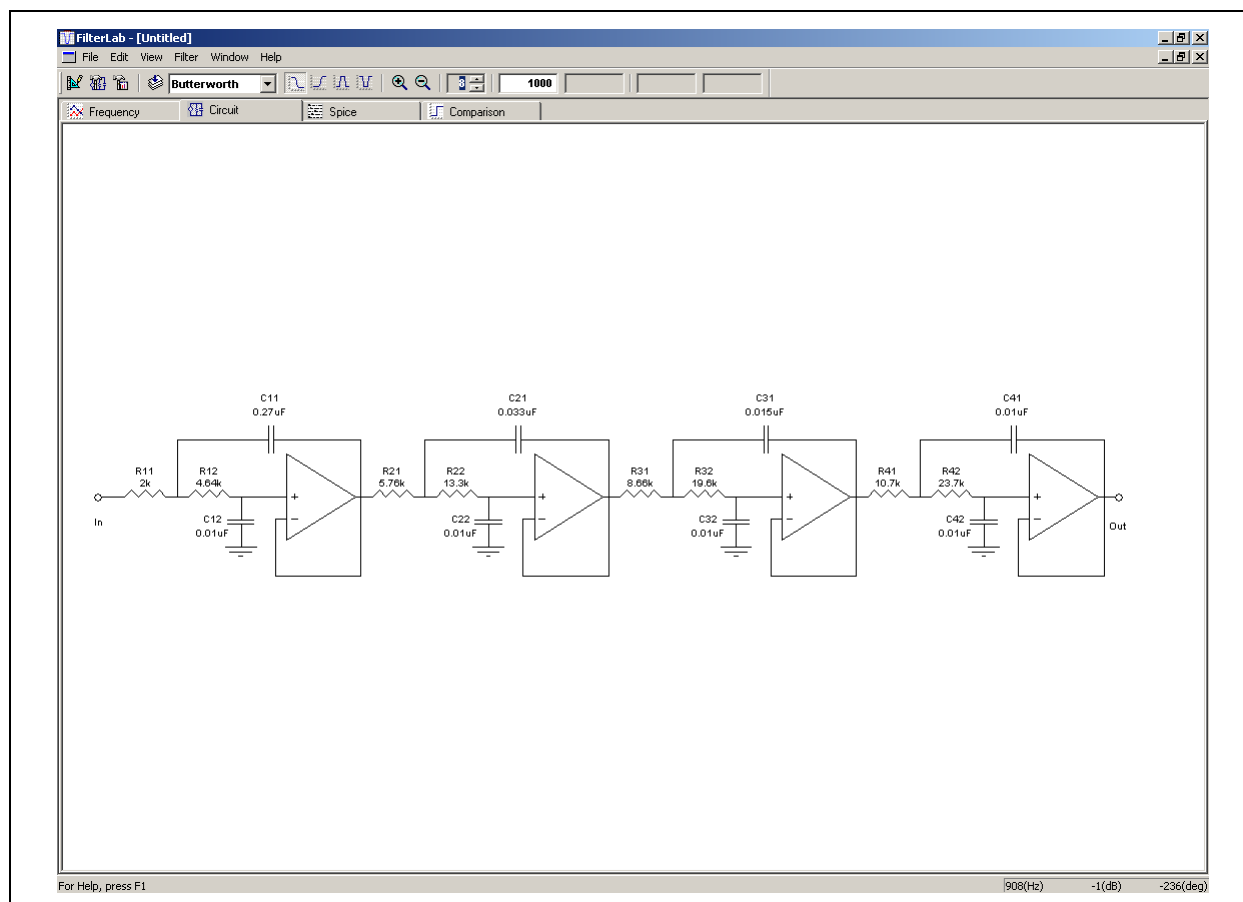 FilterLab - [Untitled]
File Edit View Filter Window Help
Butterworth 8 1000
Frequency Circuit Spice Comparison
C11
0.27uF
C21
0.033uF
C31
0.015uF
C41
0.01uF
R11
2k
R12
4.64k
R21
5.76k
R22
13.3k
R31
8.66k
R32
19.6k
R41
10.7k
R42
23.7k
In
C12
0.01uF
C22
0.01uF
C32
0.01uF
C42
0.01uF
Out
For Help, press F1
908(Hz) -1(dB) -236(deg)